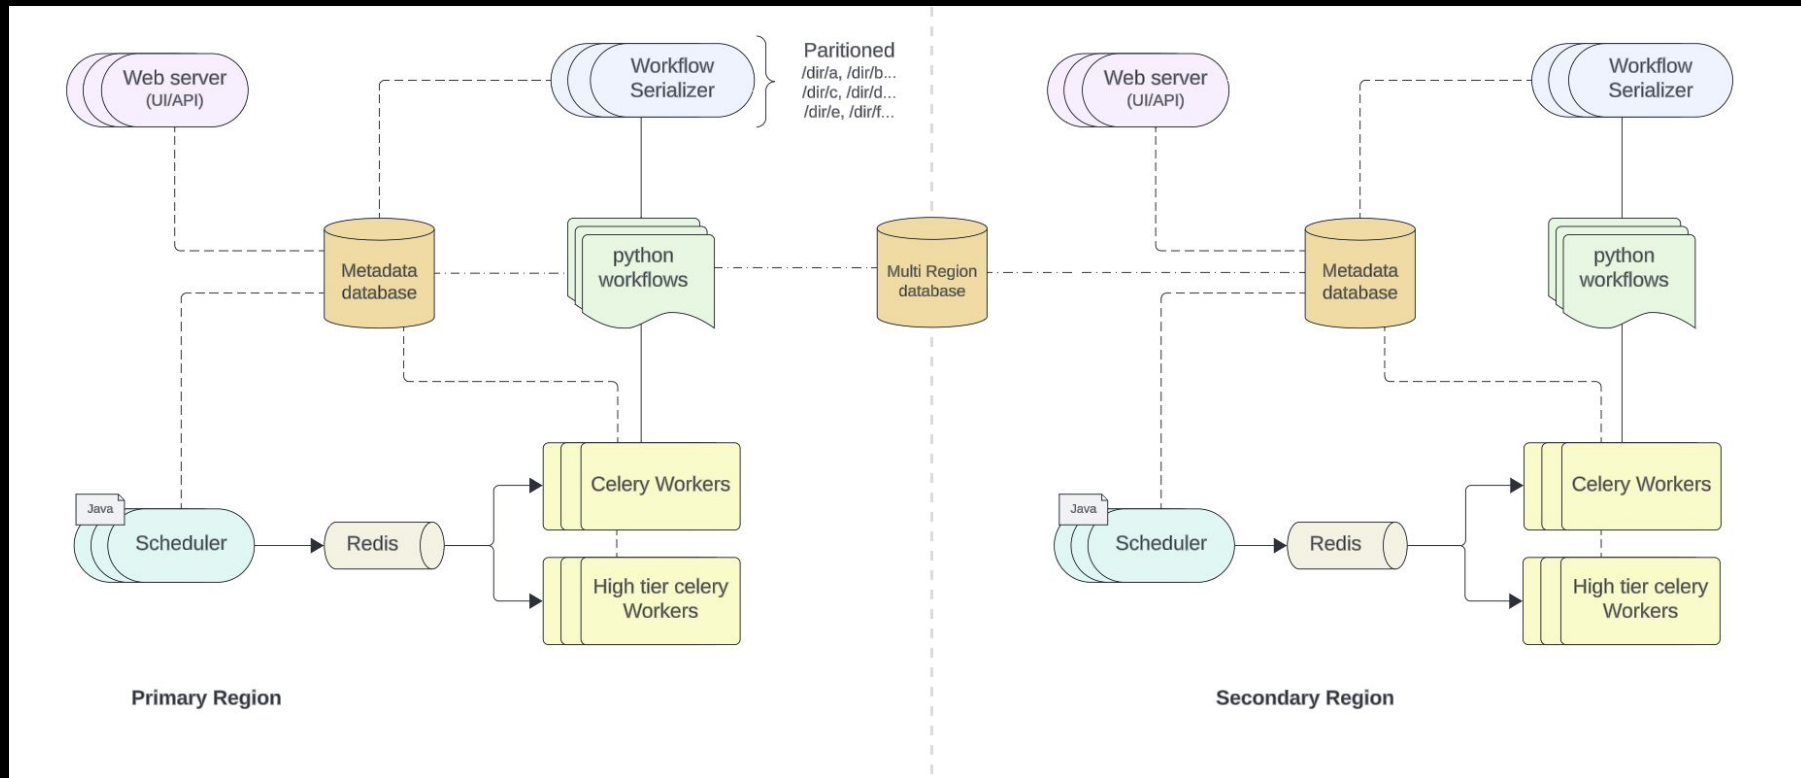 Web server
(UI/API)
Workflow
Serializer
Paritioned
/dir/a, /dir/b...
/dir/c, /dir/d...
/dir/e, /dir/f...
Metadata
database
python
workflows
Multi Region
database
Celery Workers
Java
Scheduler
Redis
High tier celery
Workers
Primary Region
Web server
(UI/API)
Workflow
Serializer
Metadata
database
python
workflows
Celery Workers
Java
Scheduler
Redis
High tier celery
Workers
Secondary Region